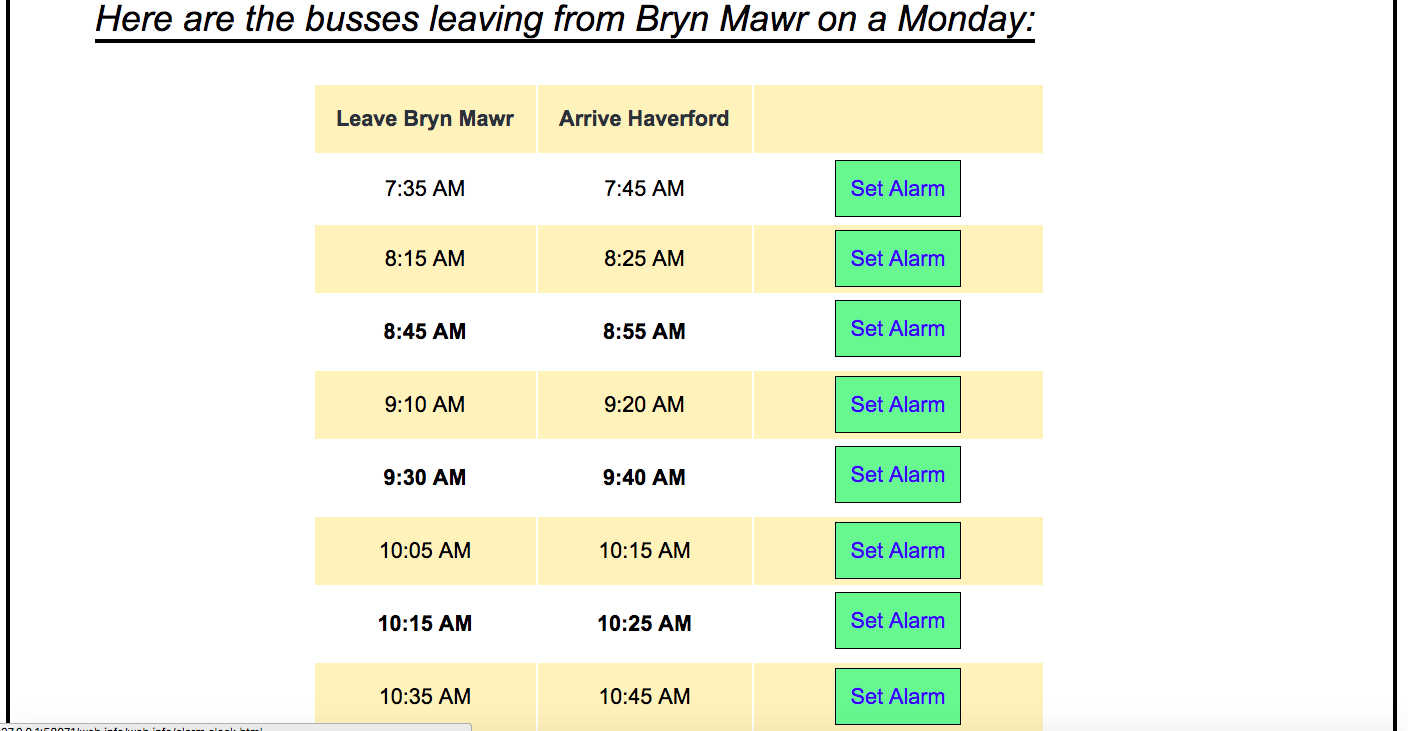 Here are the busses leaving from Bryn Mawr on a Monday:
Leave Bryn Mawr Arrive Haverford
7:35 AM 7:45 AM Set Alarm
8:15 AM 8:25 AM Set Alarm
8:45 AM 8:55 AM Set Alarm
9:10 AM 9:20 AM Set Alarm
9:30 AM 9:40 AM Set Alarm
10:05 AM 10:15 AM Set Alarm
10:15 AM 10:25 AM Set Alarm
10:35 AM 10:45 AM Set Alarm